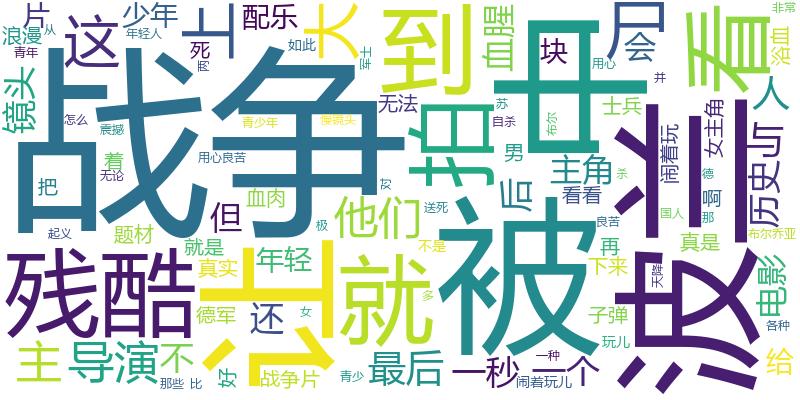 片
少年
配乐
上
大
到
血腥
尸
会
看
非常
浴血
浪漫
从
这
年轻人
死
如此
军士
中
块
用心
并
人
青年
镜头
战争
无法
拍
苏
自杀
布尔
士兵
波兰
闹着玩
女主角
历史
怎么
震撼
青少年
慢镜头
着
用心良苦
无论
把
血肉
但
他们
后
男
主角
看看
杀
德
那
哥
良苦
国人
起义
题材
就是
极
送死
被
再
真是
布尔乔亚
残酷
真实
年轻
让
就
不是
下来
天降
电影
德军
还
女
多
子弹
各种
主
导演
不
那些
比
好
战争片
青少
最后
一秒
一种
一个
闹着玩儿
玩儿
给